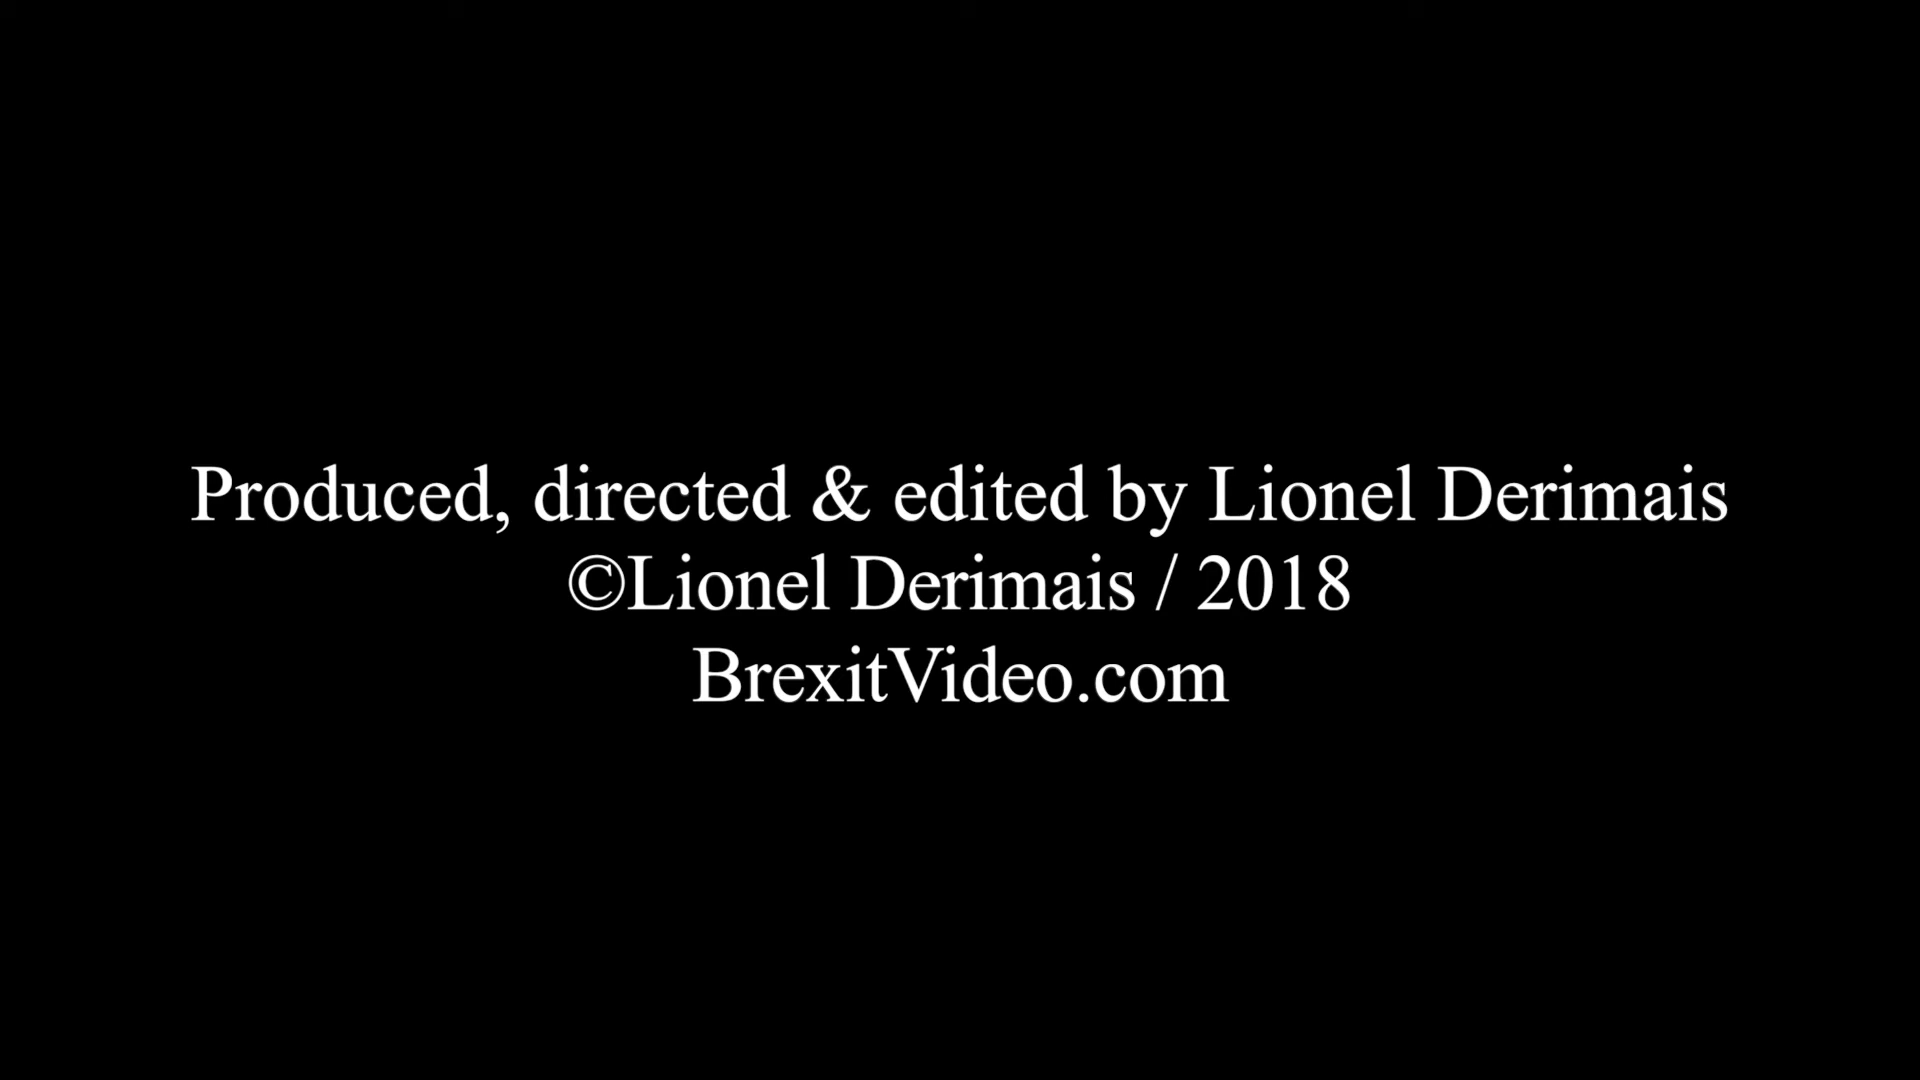 Produced, directed & edited by Lionel Derimais
©Lionel Derimais / 2018
BrexitVideo.com